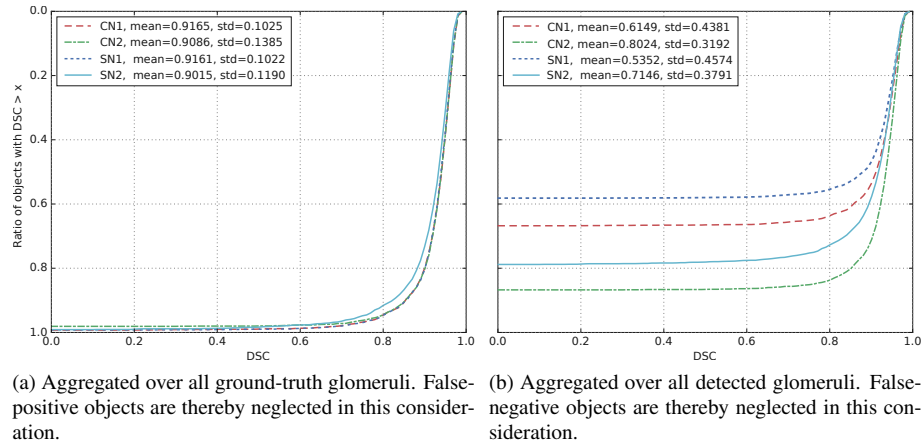 CN1, mean=0.9165, std=0.1025
CN2, mean=0.9086, std=0.1385
SN1, mean=0.9161, std=0.1022
SN2, mean=0.9015, std=0.1190
0.0
0.2
0.4
0.6
0.8
1.0
Ratio of objects with DSC > x
0.0 0.2 0.4 0.6 0.8 1.0
DSC
CN1, mean=0.6149, std=0.4381
CN2, mean=0.8024, std=0.3192
SN1, mean=0.5352, std=0.4574
SN2, mean=0.7146, std=0.3791
0.0 0.2 0.4 0.6 0.8 1.0
DSC
(a) Aggregated over all ground-truth glomeruli. False-
positive objects are thereby neglected in this consider-
ation.
(b) Aggregated over all detected glomeruli. False-
negative objects are thereby neglected in this con-
sideration.